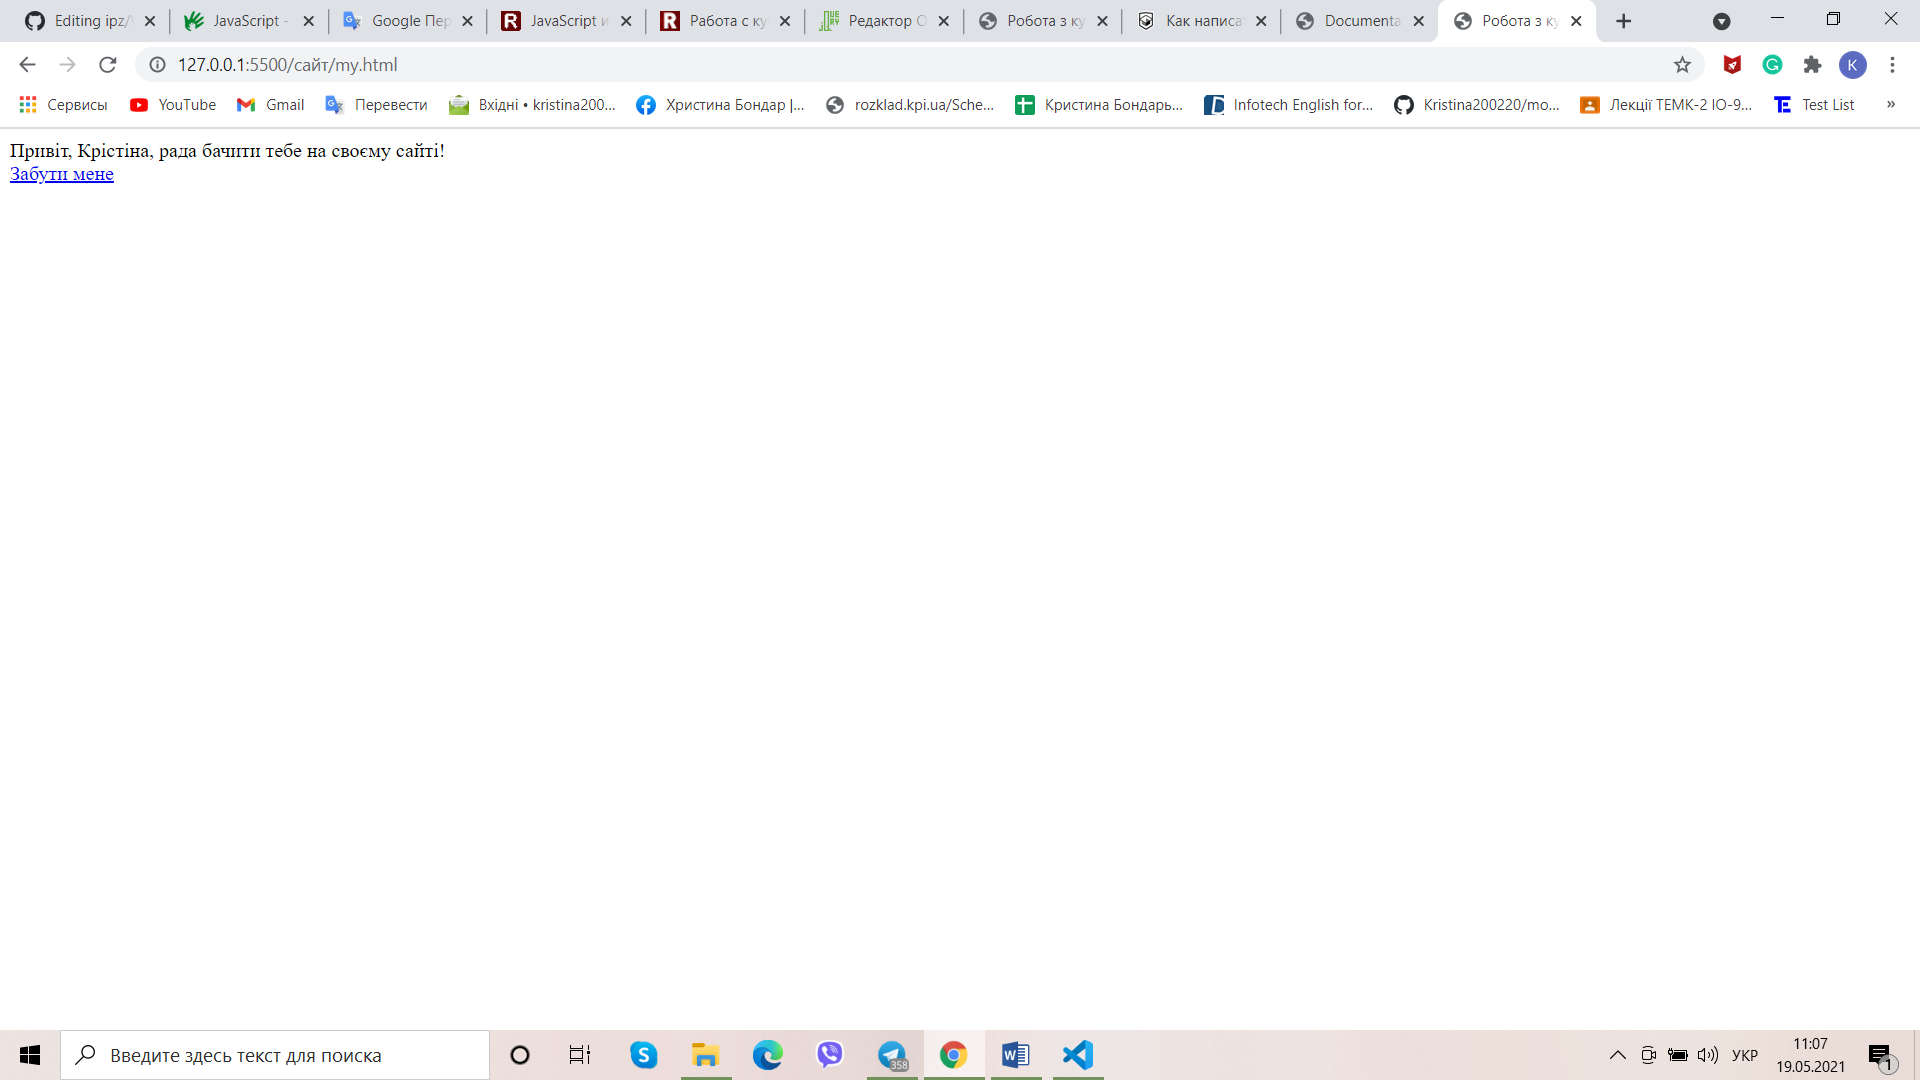 Editing ipz/
JavaScript -
Google Пер
JavaScript и
Работа с ку
Редактор О
Робота з ку
Как написа
Documenta
Робота з ку
127.0.0.1:5500/сайт/my.html
K
Сервисы
YouTube
Gmail
Перевести
Вхідні • kristina200...
Христина Бондар |...
rozklad.kpi.ua/Sche...
Кристина Бондарь...
Infotech English for...
Kristina200220/mo...
Лекції ТЕМК-2 ІО-9...
Test List
»
Привіт, Крістіна, рада бачити тебе на своєму сайті!
Забути мене
Введите здесь текст для поиска
358
УКР
11:07
19.05.2021
1